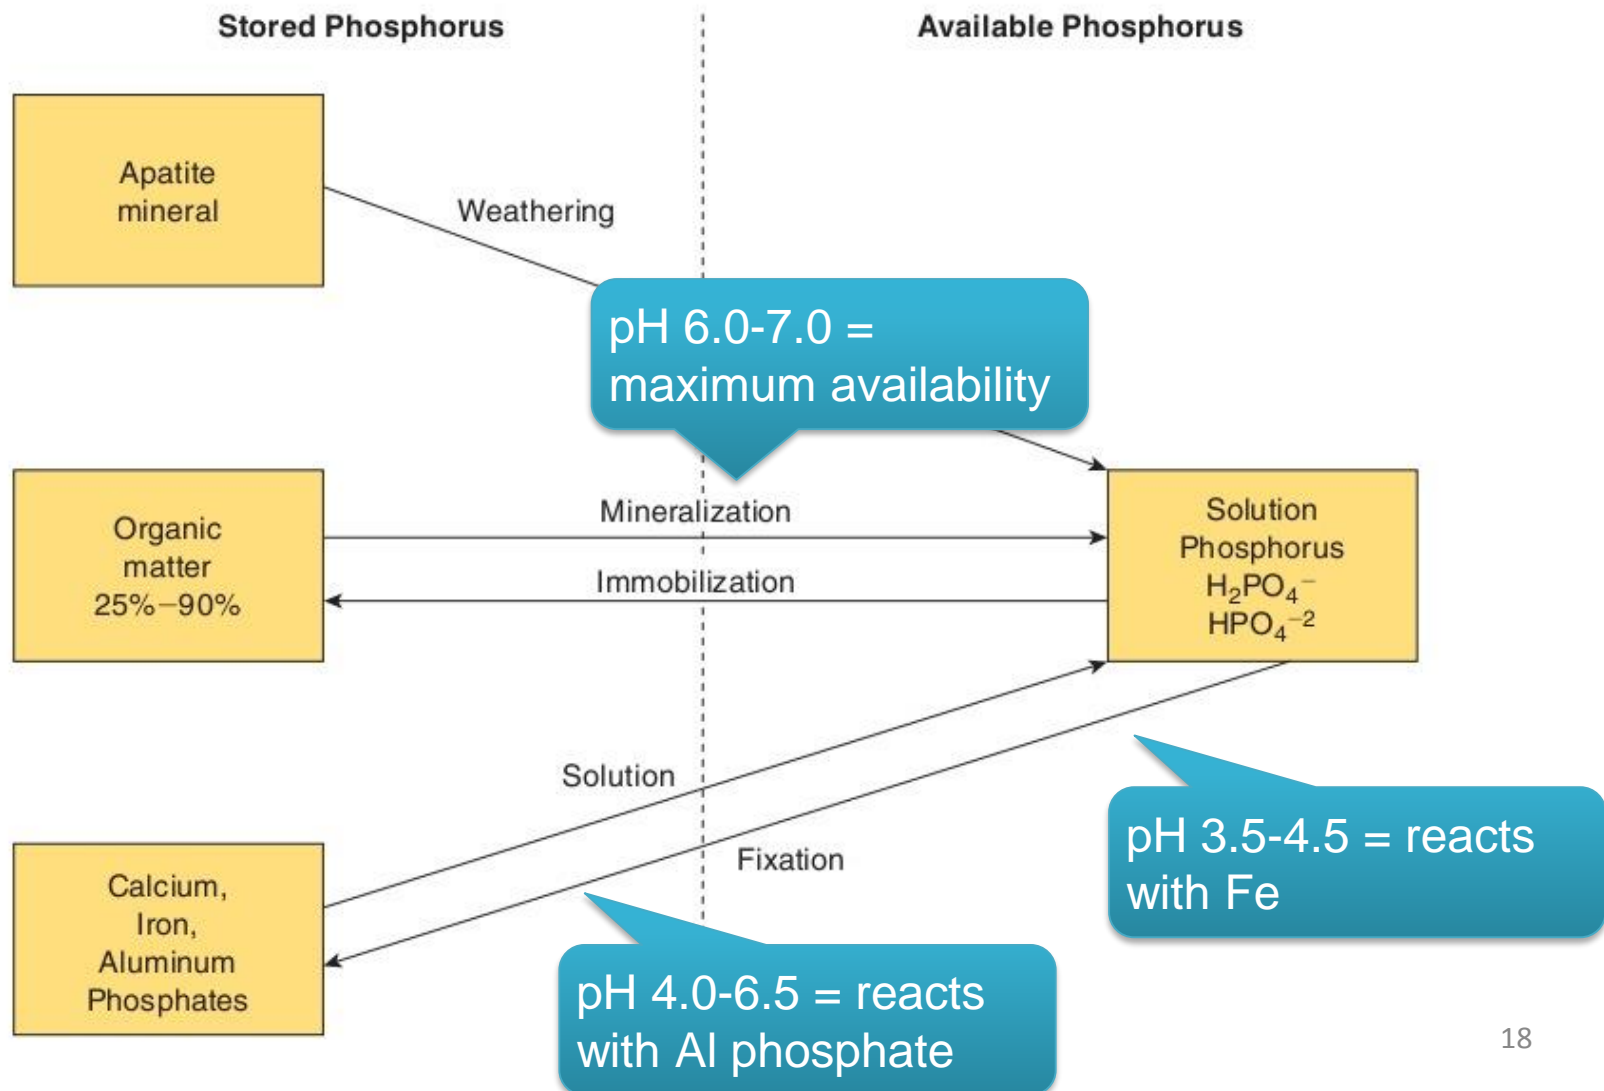 Stored Phosphorus
Available Phosphorus
Apatite
mineral
Weathering
pH 6.0-7.0 =
maximum availability
Organic
matter
25%–90%
Mineralization
Immobilization
Solution
Phosphorus
H₂PO₄⁻
HPO₄⁻²
Solution
Fixation
pH 3.5-4.5 = reacts
with Fe
Calcium,
Iron,
Aluminum
Phosphates
pH 4.0-6.5 = reacts
with Al phosphate
18